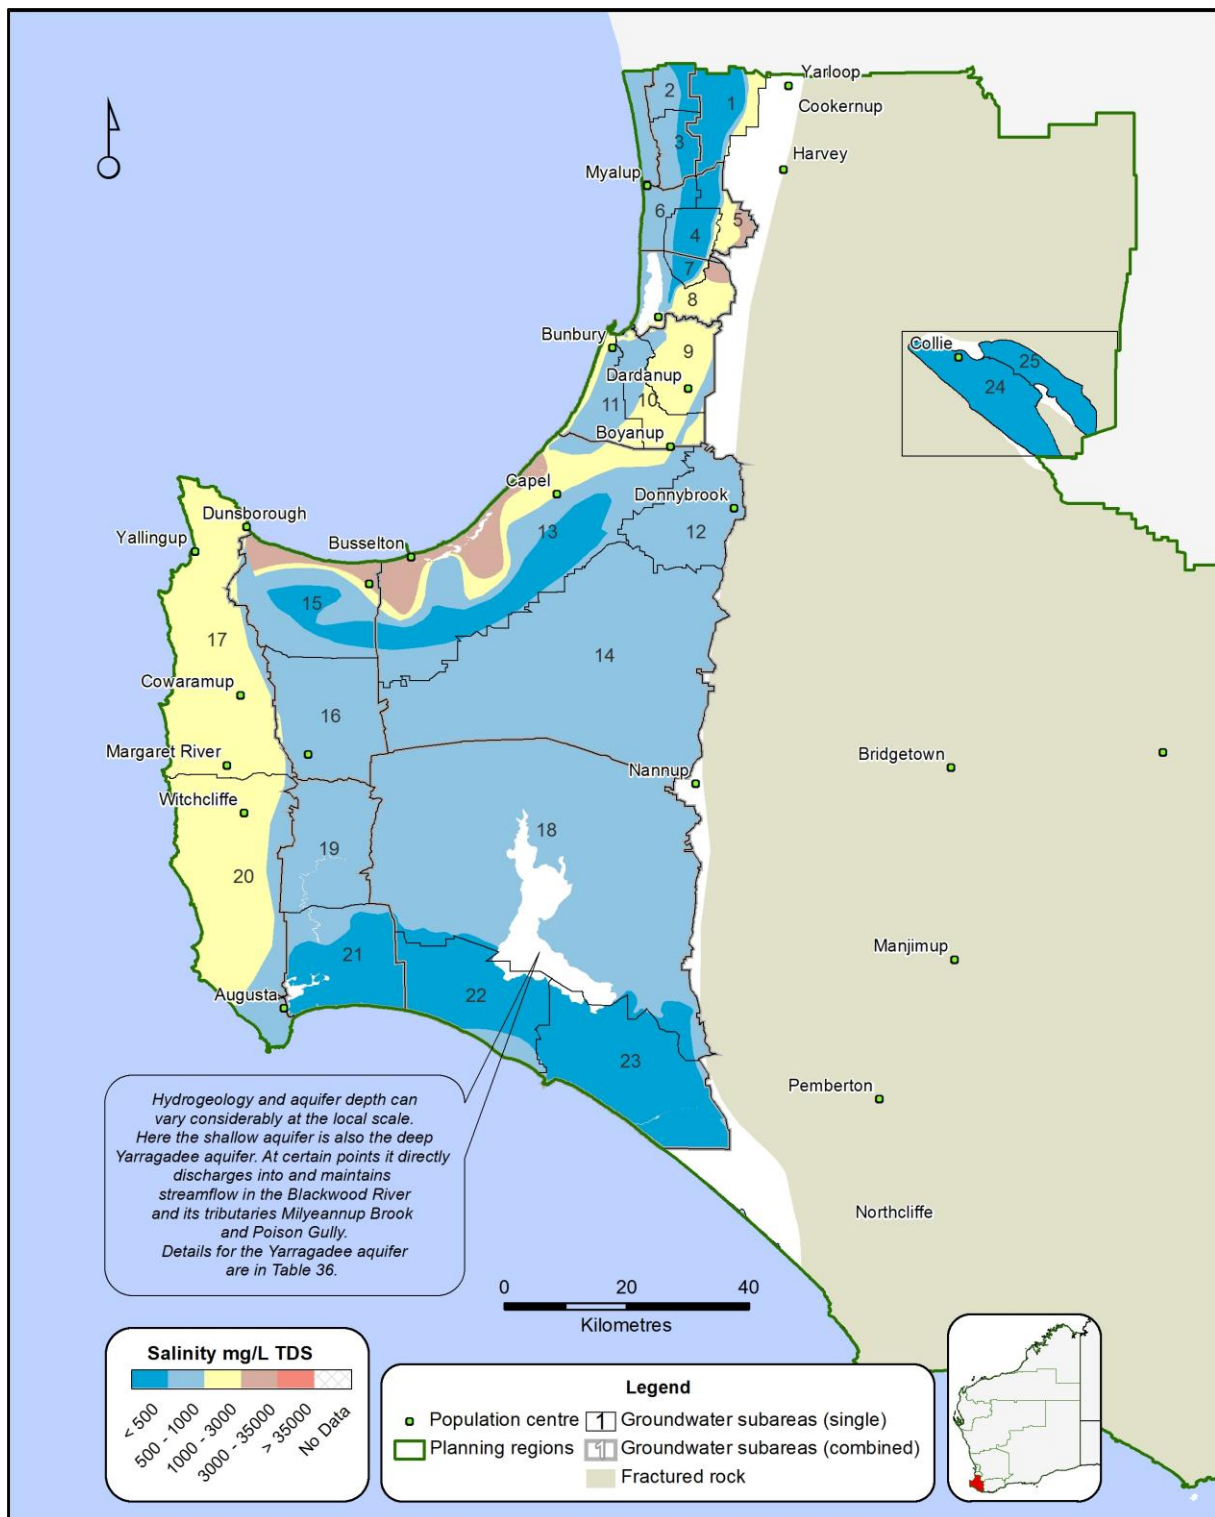 Yarloop
2
1
Cookernup
3
Harvey
Myalup
6
5
4
7
8
Bunbury
9
Collie
25
Dardanup
24
10
11
Boyanup
Capel
Donnybrook
Dunsborough
13
12
Yallingup
Busselton
15
17
14
Cowaramup
16
Margaret River
Bridgetown
Nannup
Witchcliffe
18
19
20
Manjimup
21
Augusta
22
23
Pemberton
Hydrogeology and aquifer depth can
vary considerably at the local scale.
Here the shallow aquifer is also the deep
Yarragadee aquifer. At certain points it directly
discharges into and maintains
streamflow in the Blackwood River
and its tributaries Milyeannup Brook
and Poison Gully.
Details for the Yarragadee aquifer
are in Table 36.
Northcliffe
0 20 40
Kilometres
Salinity mg/L TDS
< 500
500 - 1000
1000 - 3000
3000 - 35000
> 35000
No Data
Legend
Population centre
1 Groundwater subareas (single)
Planning regions
1 Groundwater subareas (combined)
Fractured rock